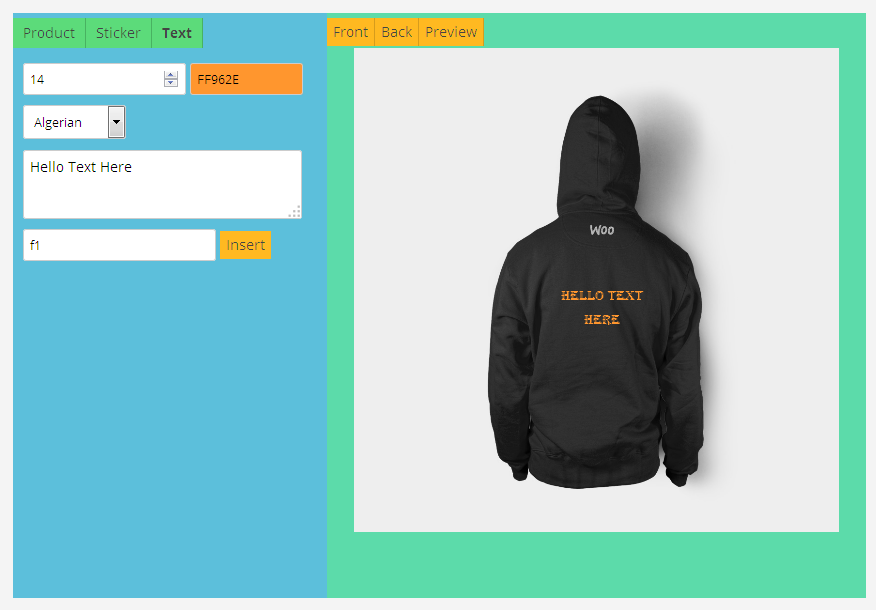 Product Sticker Text
Front Back Preview
14 FF962E
Algerian
Hello Text Here
f1 Insert
Woo
HELLO TEXT
HERE